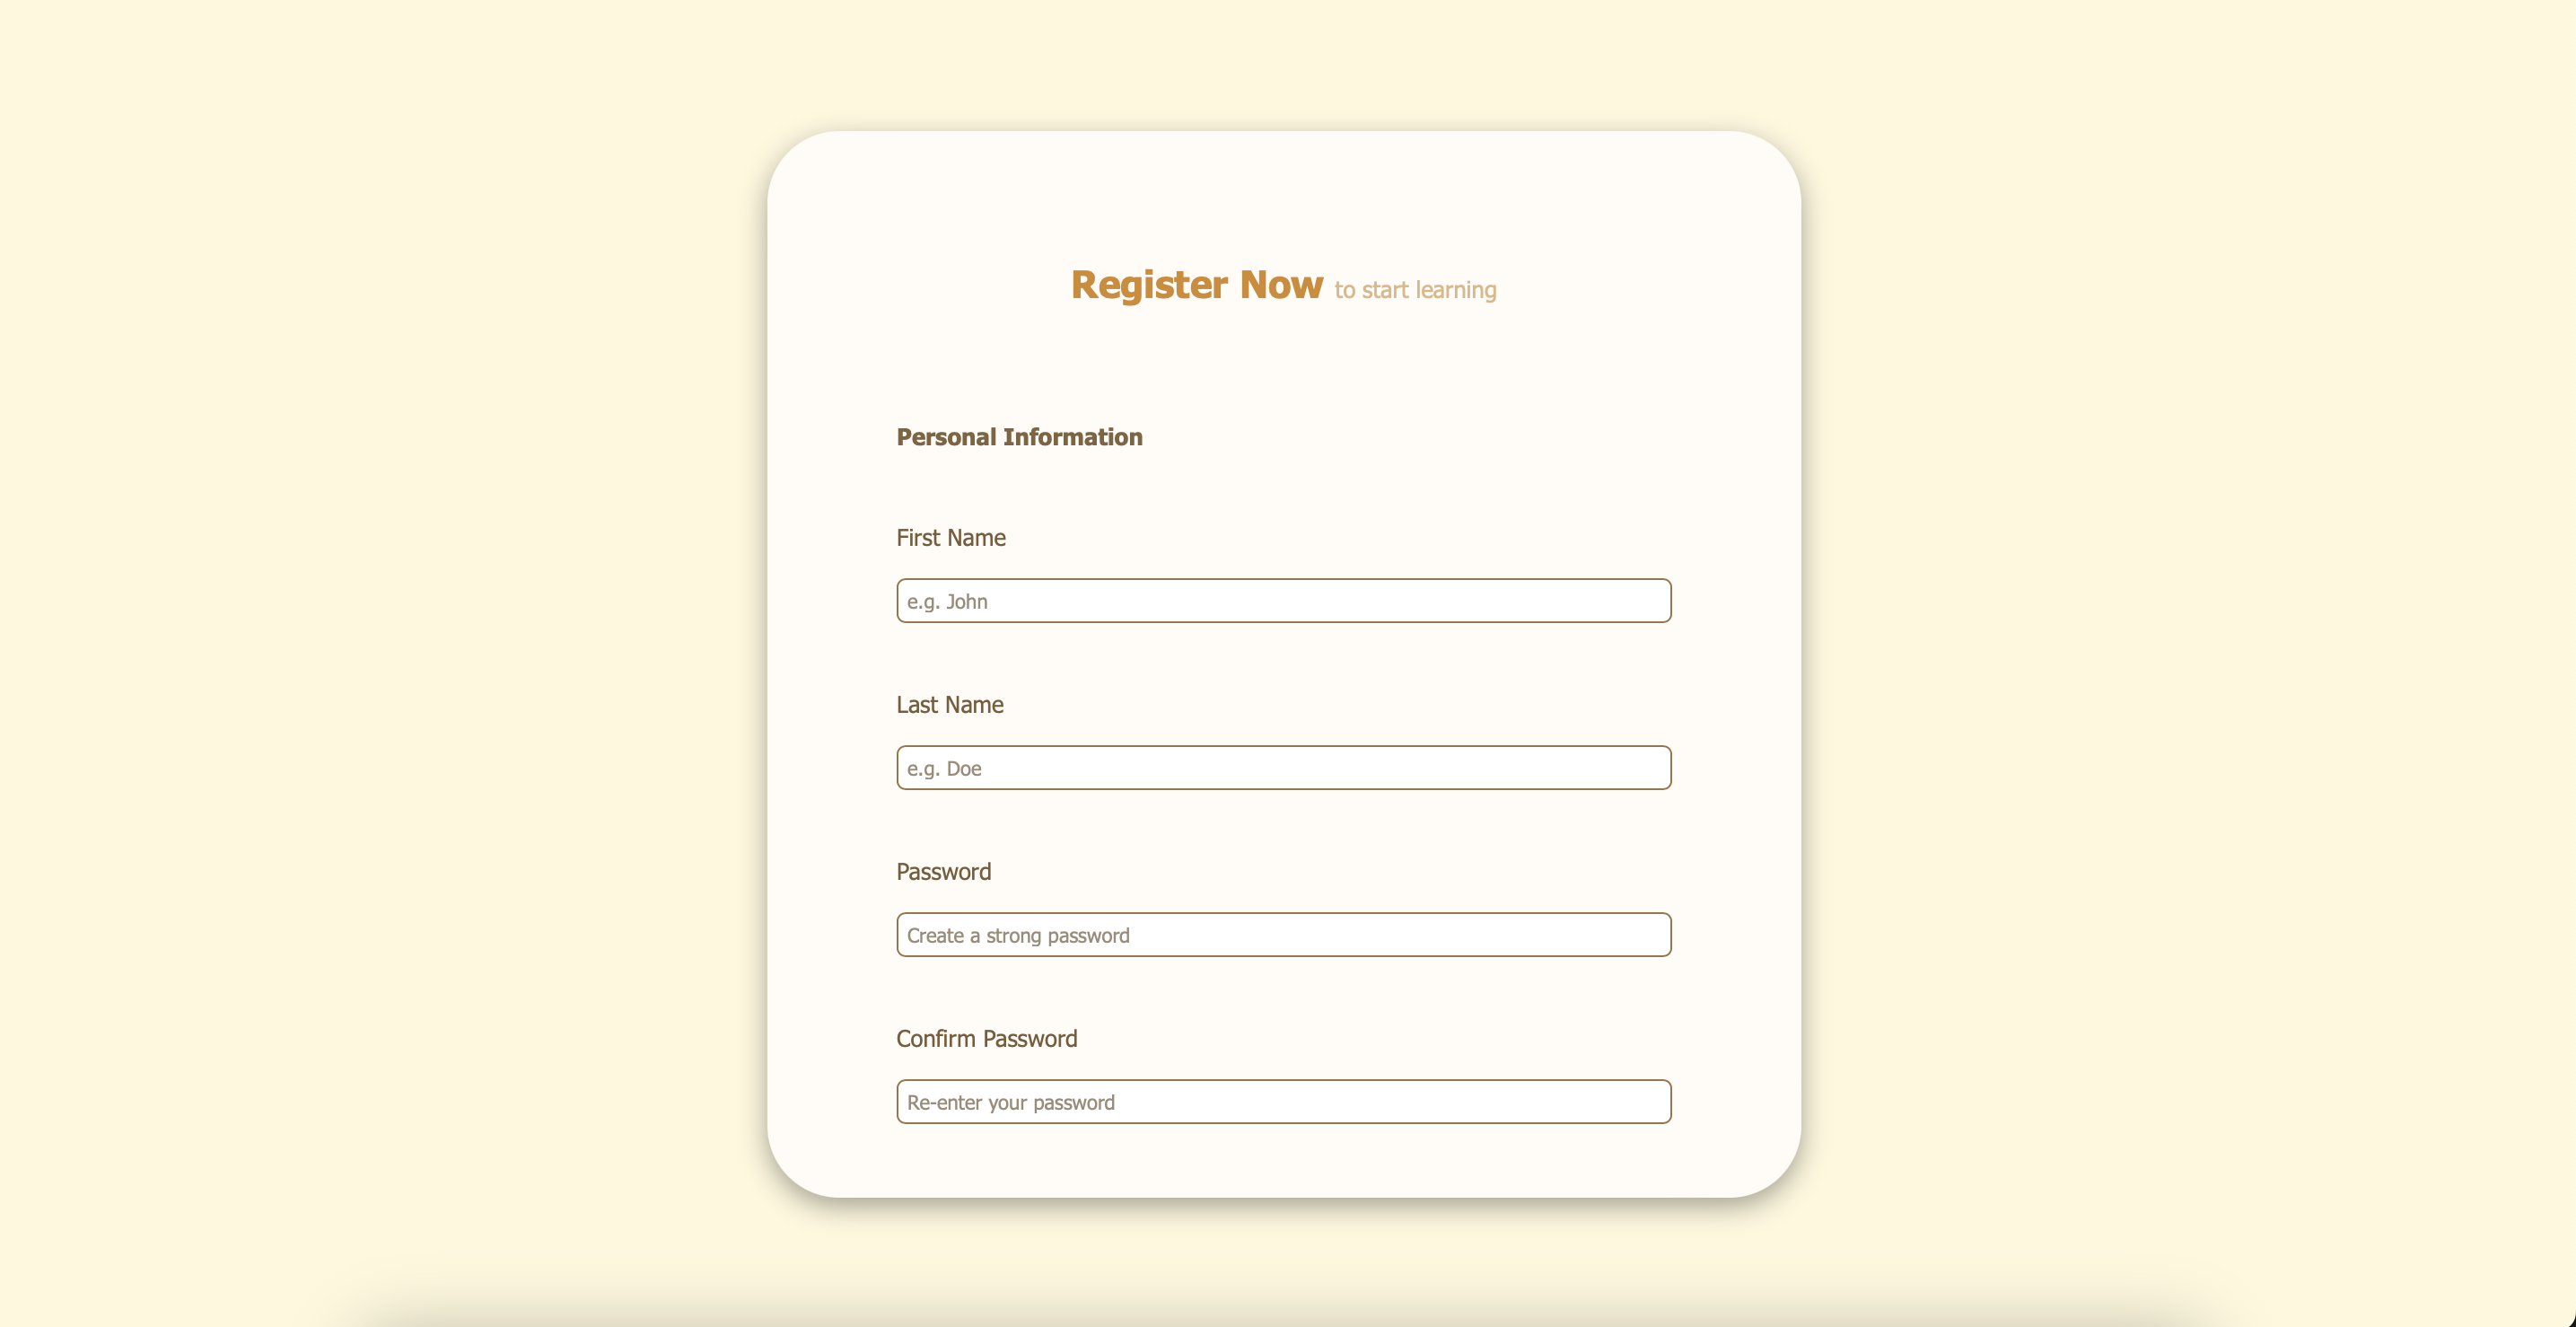 Register Now to start learning
Personal Information
First Name
e.g. John
Last Name
e.g. Doe
Password
Create a strong password
Confirm Password
Re-enter your password